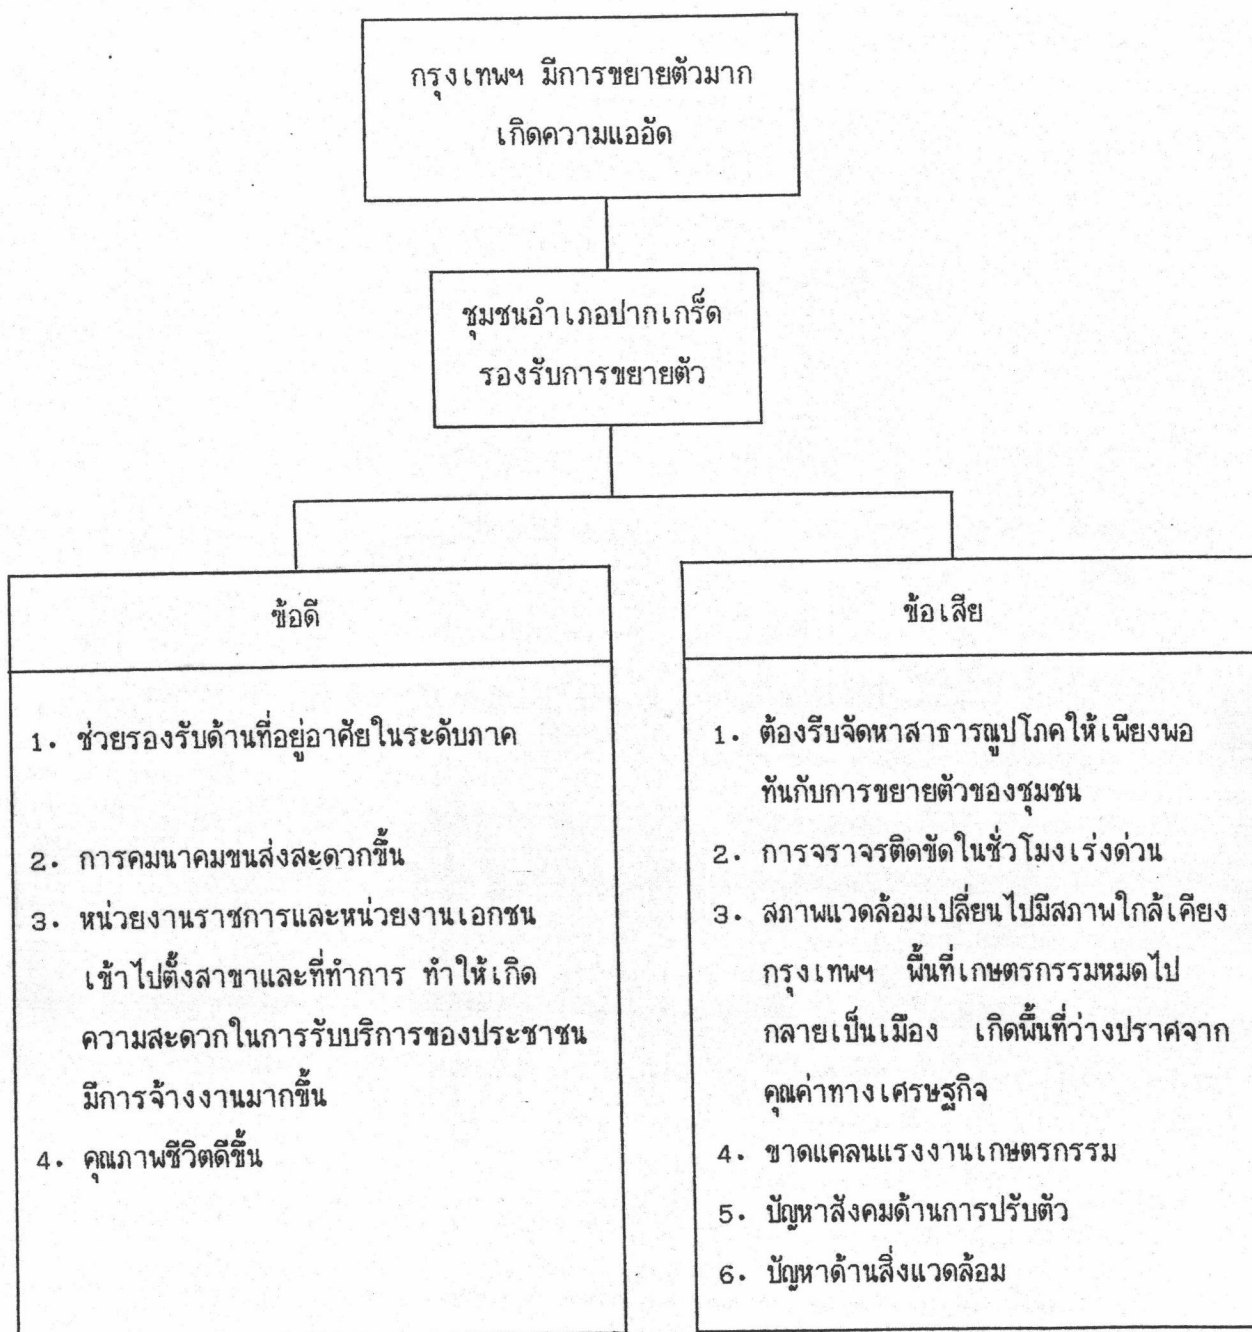 กรุงเทพฯ มีการขยายตัวมาก
เกิดความแออัด
ชุมชนอำเภอปากเกร็ด
รองรับการขยายตัว
ข้อดี
1. ช่วยรองรับด้านที่อยู่อาศัยในระดับภาค
2. การคมนาคมขนส่งสะดวกขึ้น
3. หน่วยงานราชการและหน่วยงานเอกชน
เข้าไปตั้งสาขาและที่ทำการ ทำให้เกิด
ความสะดวกในการรับบริการของประชาชน
มีการจ้างงานมากขึ้น
4. คุณภาพชีวิตดีขึ้น
ข้อเสีย
1. ต้องรีบจัดหาสาธารณูปโภคให้เพียงพอ
ทันกับการขยายตัวของชุมชน
2. การจราจรติดขัดในชั่วโมงเร่งด่วน
3. สภาพแวดล้อมเปลี่ยนไปมีสภาพใกล้เคียง
กรุงเทพฯ พื้นที่เกษตรกรรมหมดไป
กลายเป็นเมือง เกิดพื้นที่ว่างปราศจาก
คุณค่าทางเศรษฐกิจ
4. ขาดแคลนแรงงานเกษตรกรรม
5. ปัญหาสังคมด้านการปรับตัว
6. ปัญหาด้านสิ่งแวดล้อม